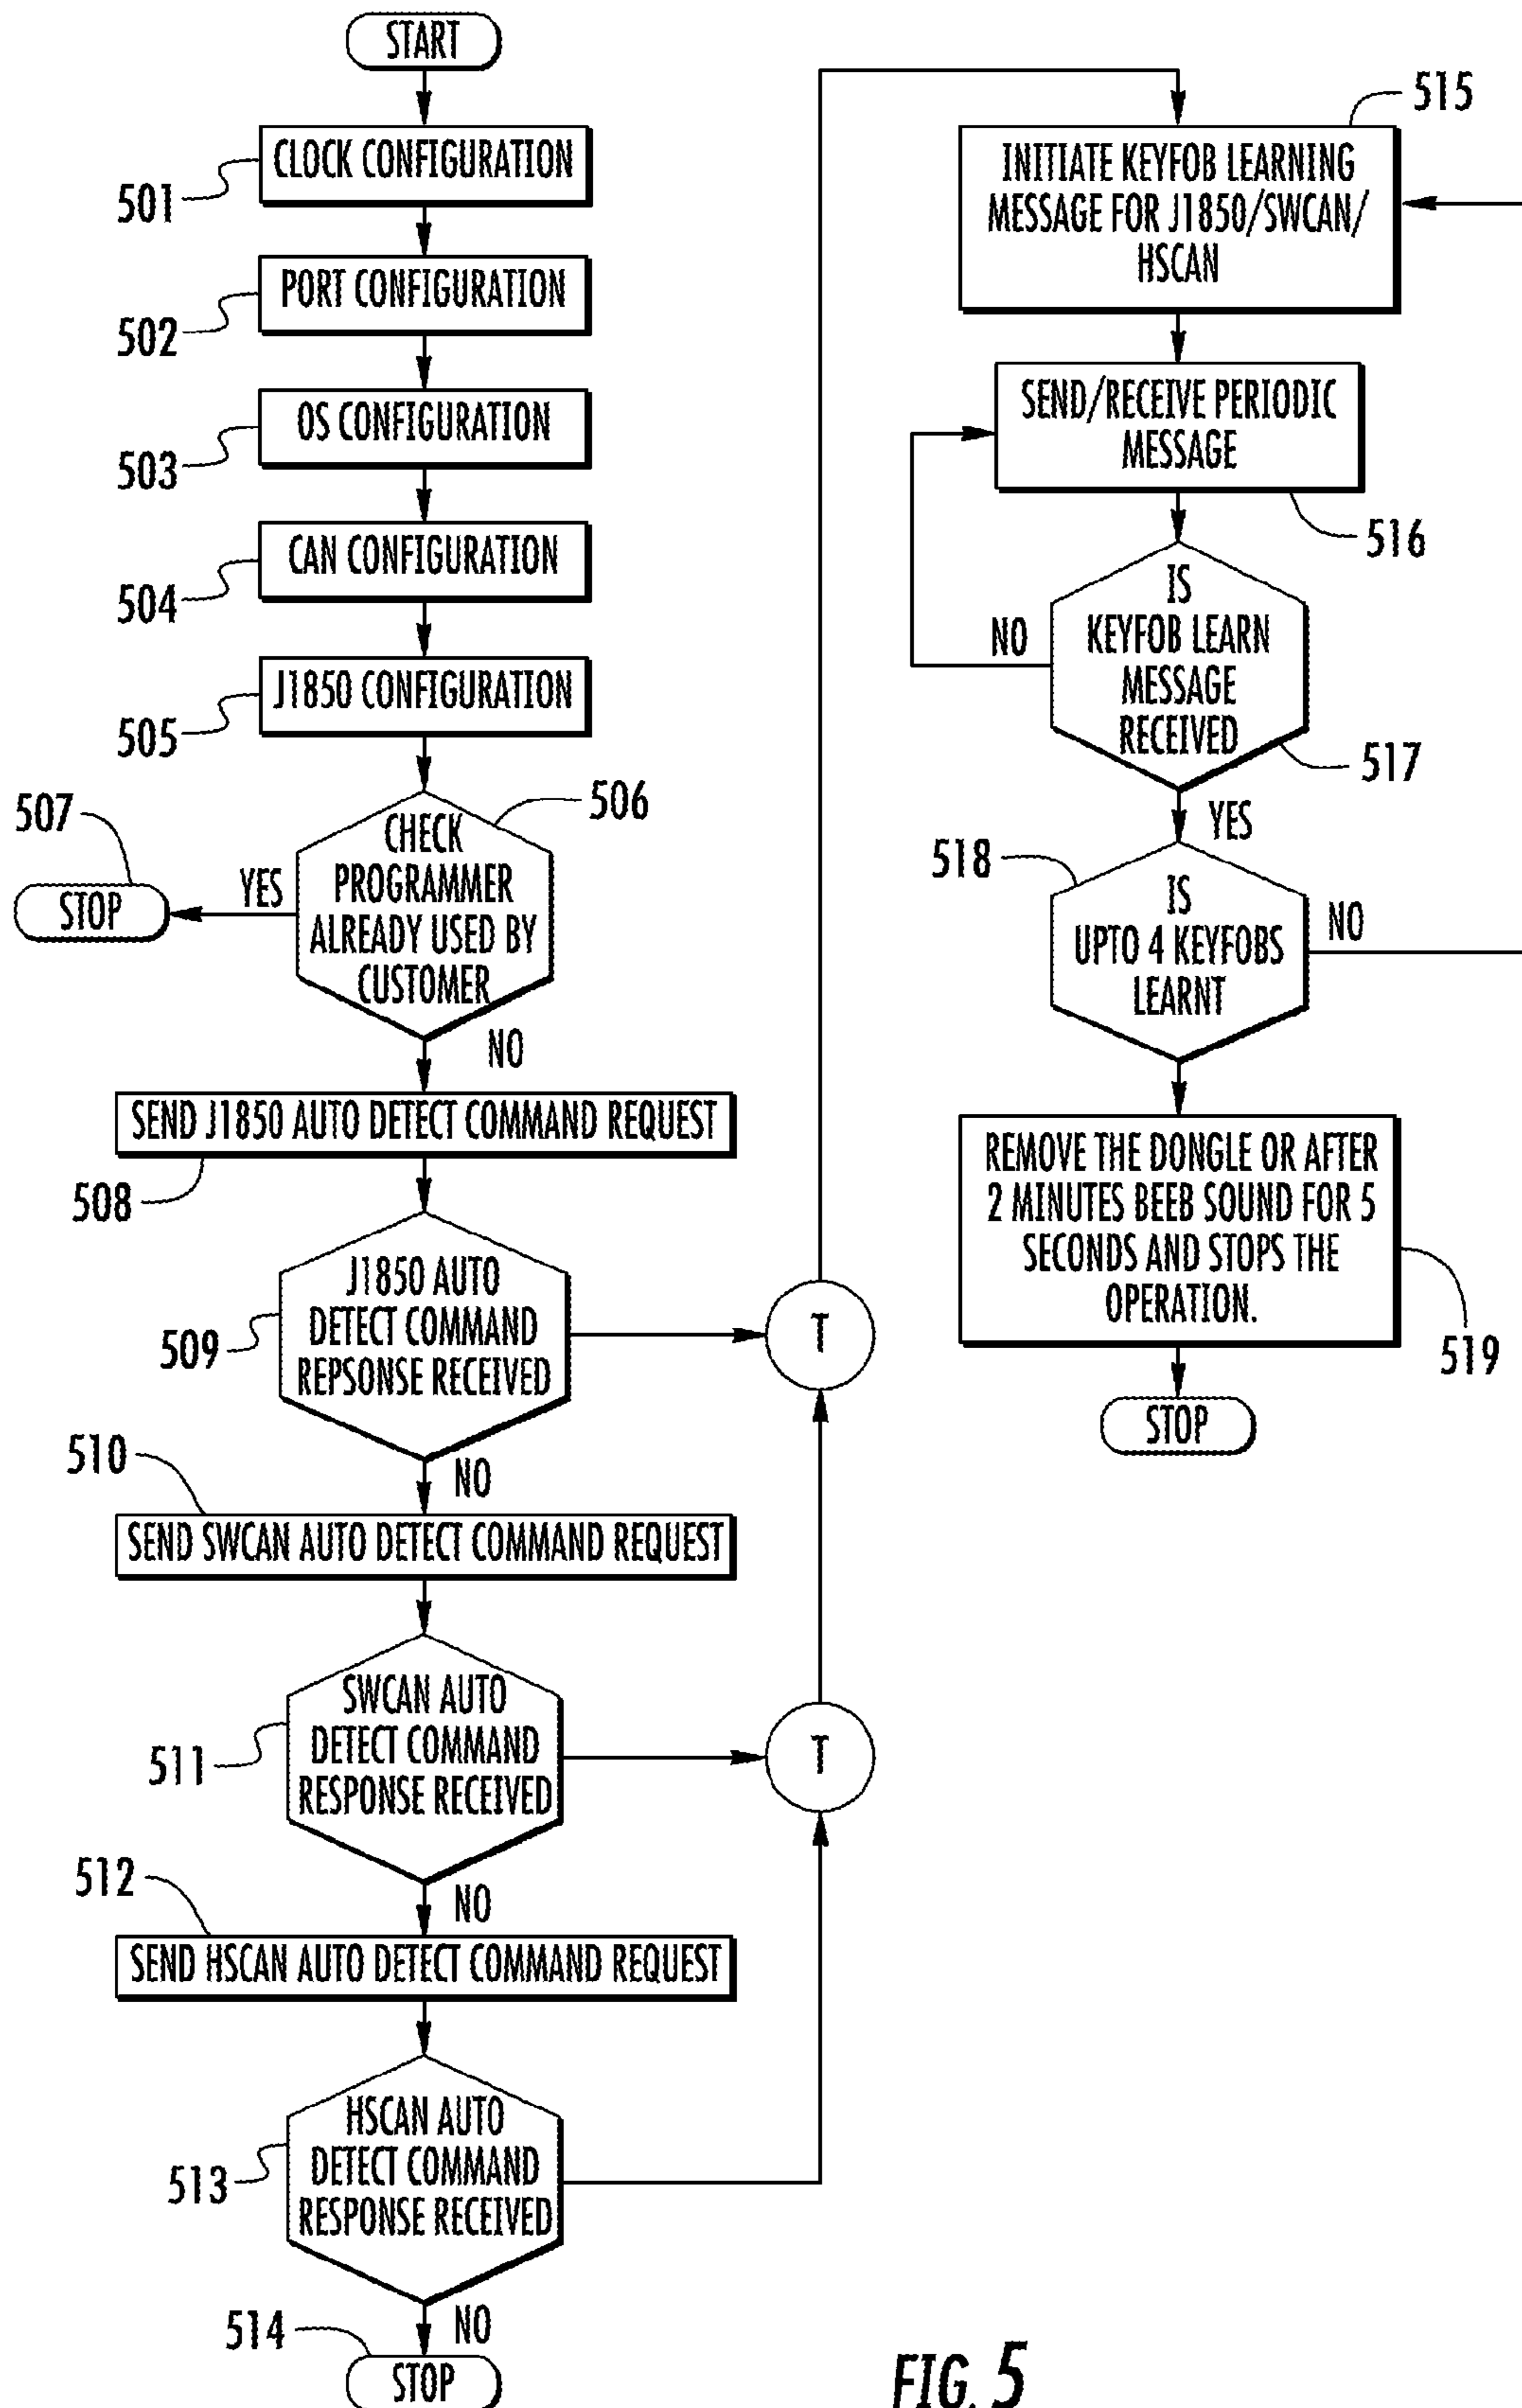 START
CLOCK CONFIGURATION
501
PORT CONFIGURATION
502
OS CONFIGURATION
503
CAN CONFIGURATION
504
J1850 CONFIGURATION
505
506
CHECK
PROGRAMMER
ALREADY USED BY
CUSTOMER
YES
507
STOP
NO
SEND J1850 AUTO DETECT COMMAND REQUEST
508
J1850 AUTO
DETECT COMMAND
REPSONSE RECEIVED
509
T
NO
510
SEND SWCAN AUTO DETECT COMMAND REQUEST
SWCAN AUTO
DETECT COMMAND
RESPONSE RECEIVED
511
T
NO
512
SEND HSCAN AUTO DETECT COMMAND REQUEST
HSCAN AUTO
DETECT COMMAND
RESPONSE RECEIVED
513
NO
514
STOP
515
INITIATE KEYFOB LEARNING
MESSAGE FOR J1850/SWCAN/
HSCAN
SEND/RECEIVE PERIODIC
MESSAGE
516
IS
KEYFOB LEARN
MESSAGE
RECEIVED
NO
517
YES
518
IS
UPTO 4 KEYFOBS
LEARNT
NO
REMOVE THE DONGLE OR AFTER
2 MINUTES BEEB SOUND FOR 5
SECONDS AND STOPS THE
OPERATION.
519
STOP
FIG. 5